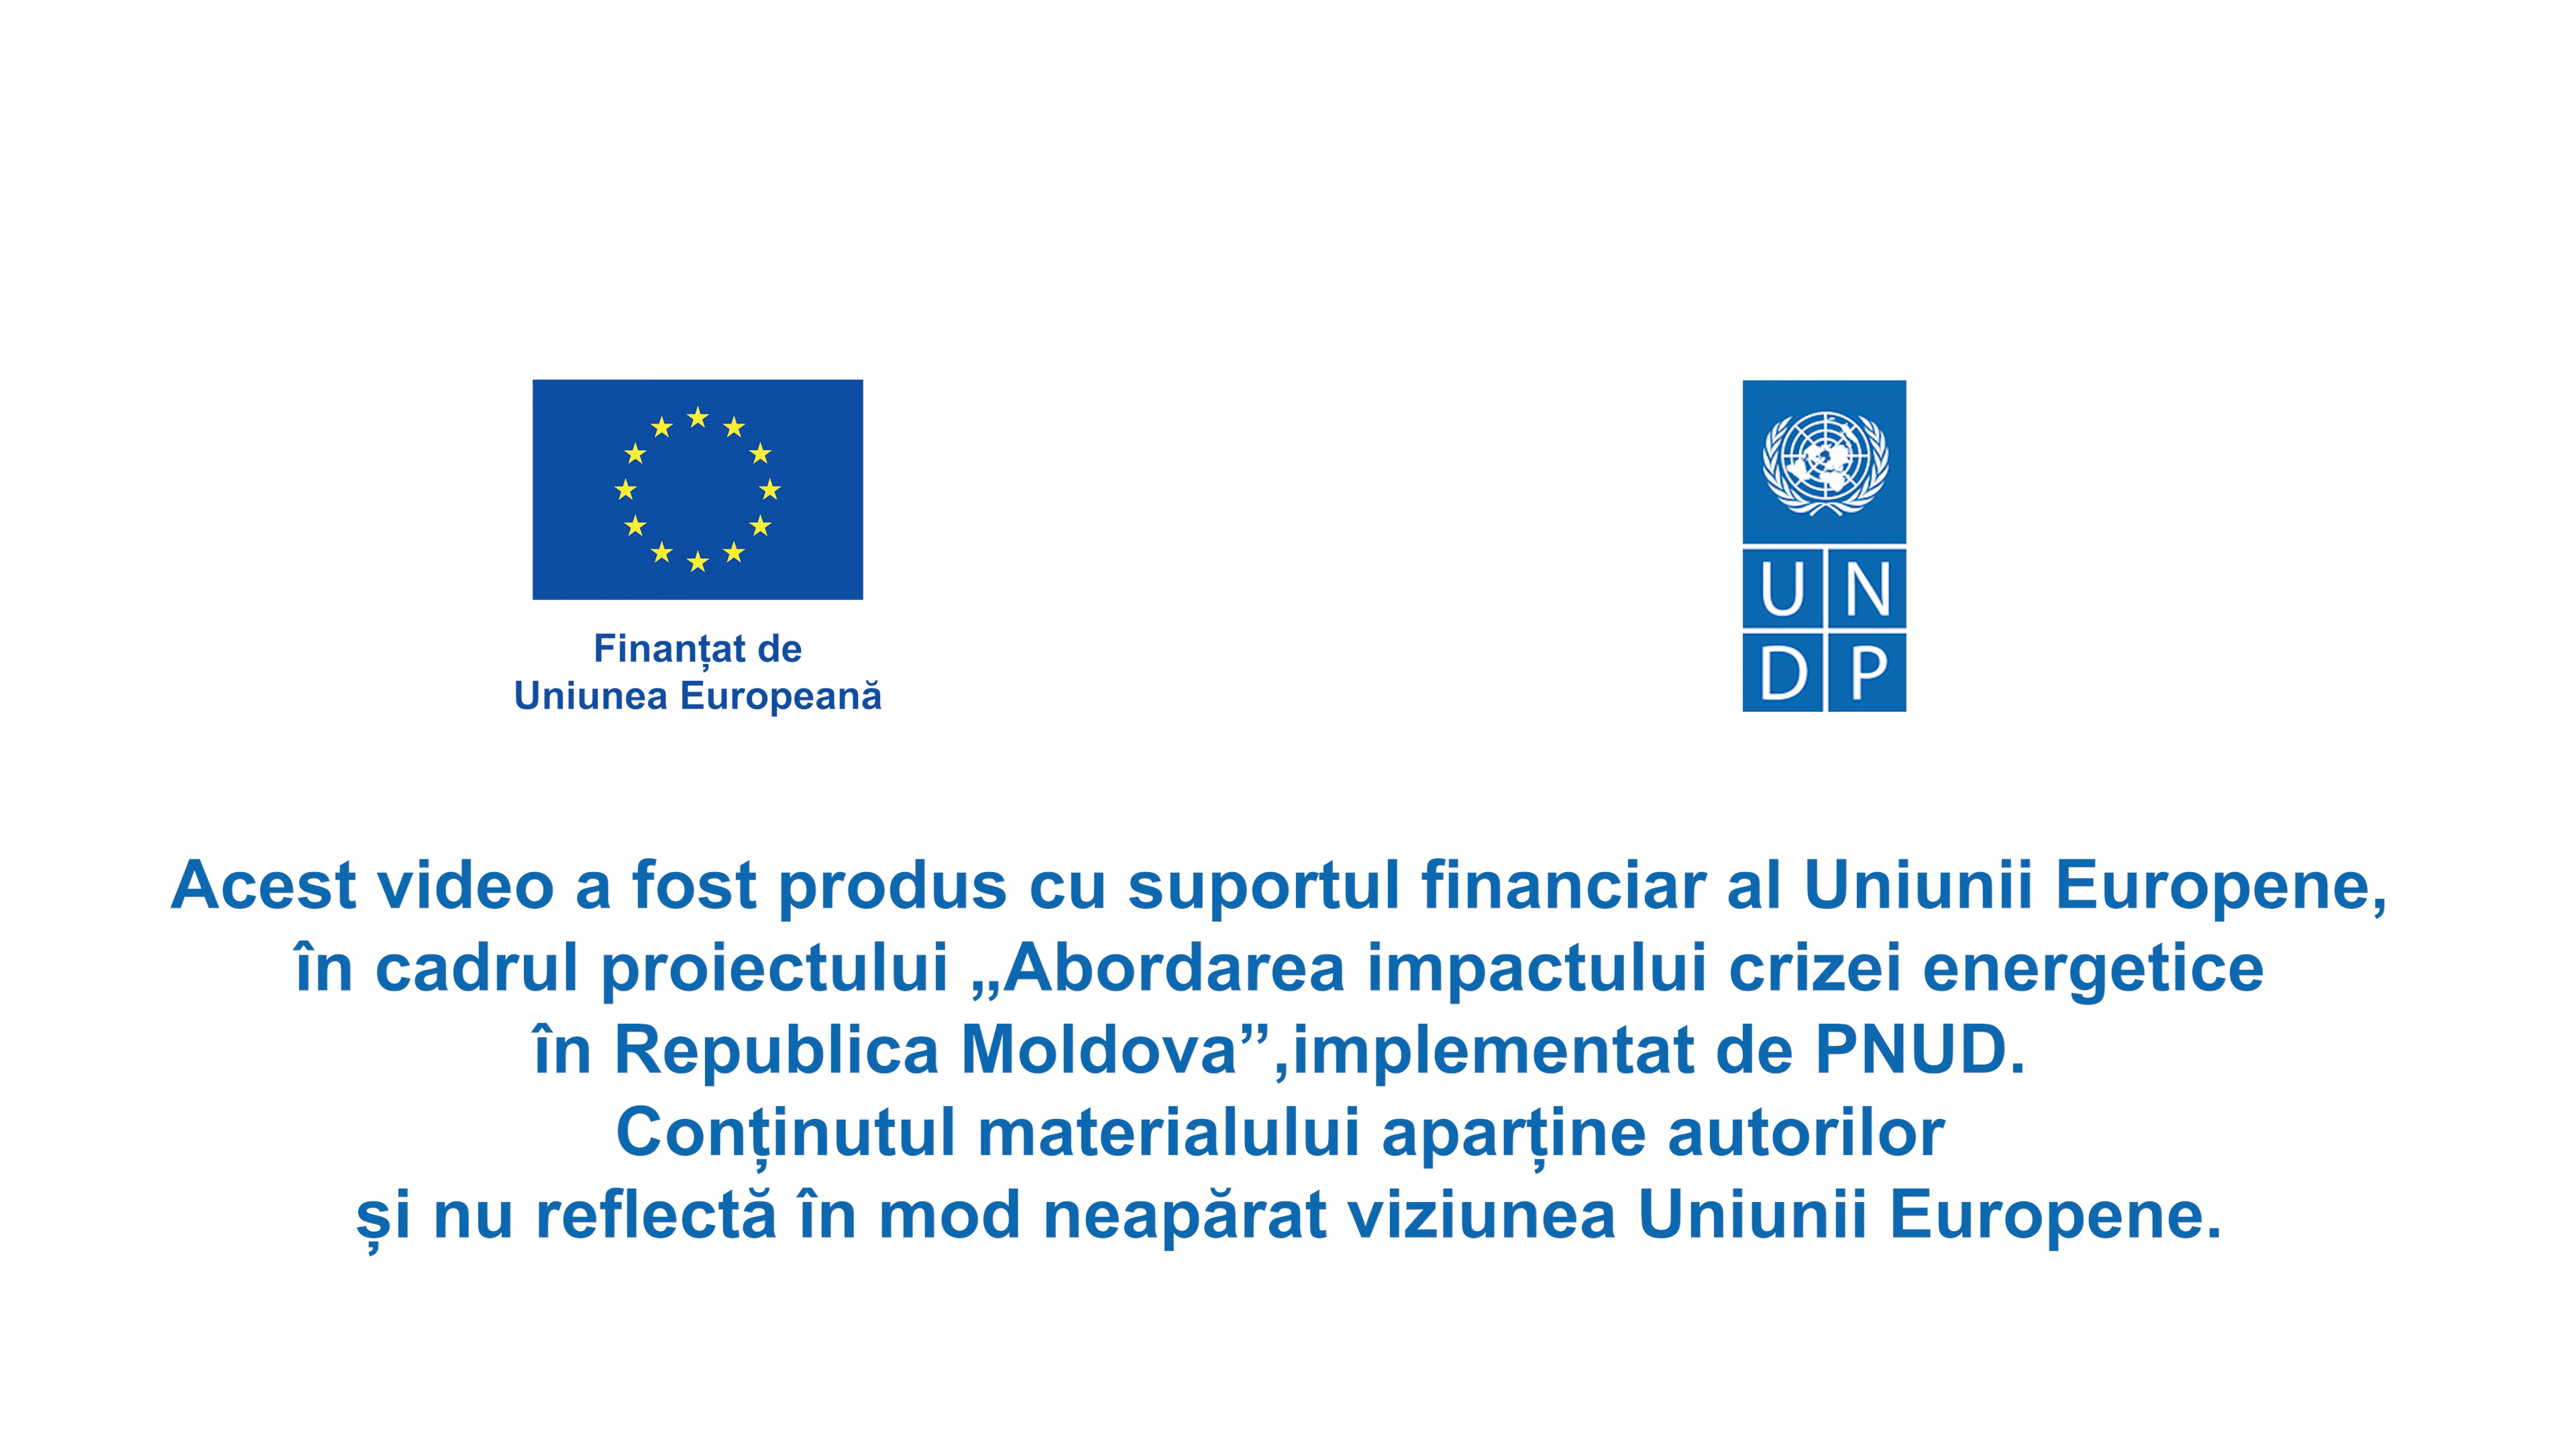 Finanțat de
Uniunea Europeană
UN
DP
Acest video a fost produs cu suportul financiar al Uniunii Europene,
în cadrul proiectului „Abordarea impactului crizei energetice
în Republica Moldova”,implementat de PNUD.
Conținutul materialului aparține autorilor
și nu reflectă în mod neapărat viziunea Uniunii Europene.